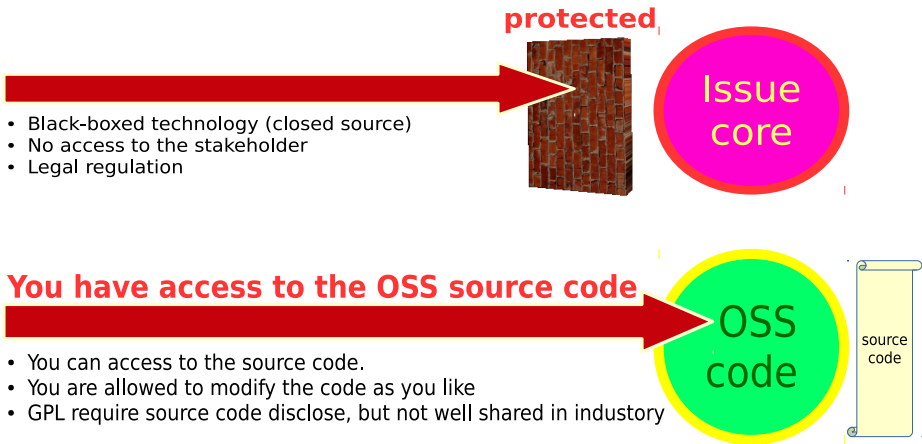 protected
Issue
core
• Black-boxed technology (closed source)
• No access to the stakeholder
• Legal regulation
You have access to the OSS source code
OSS
code
source
code
• You can access to the source code.
• You are allowed to modify the code as you like
• GPL require source code disclose, but not well shared in industory